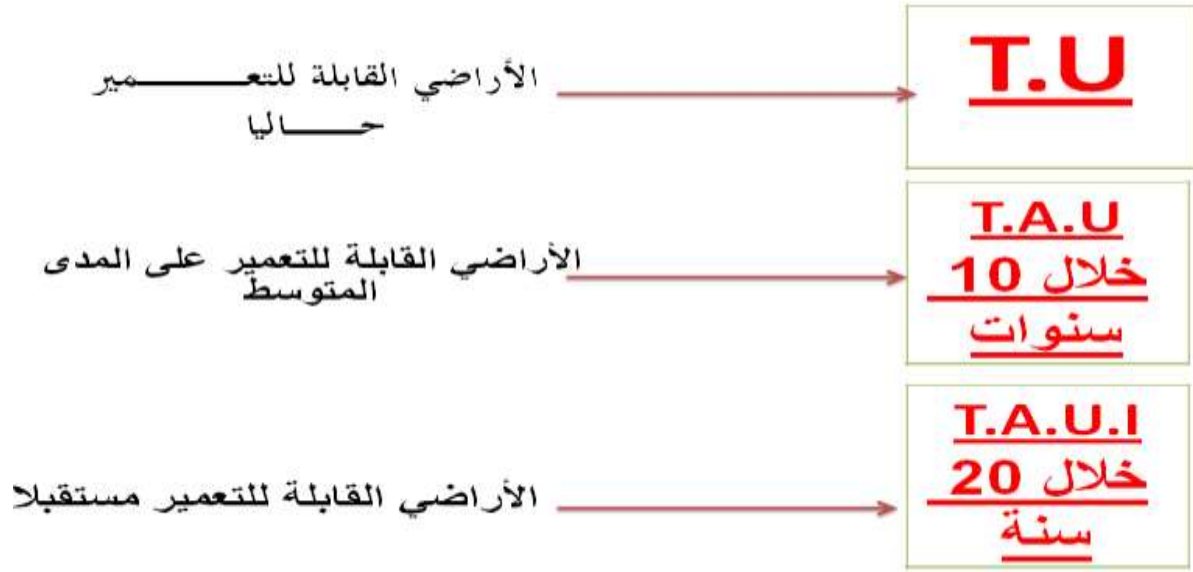 T.U
الأراضي القابلة للتعـــــــــمير
حـــــاليا
T.A.U
خلال 10
سنوات
الأراضي القابلة للتعمير على المدى
المتوسط
T.A.U.I
خلال 20
سنة
الأراضي القابلة للتعمير مستقبلا